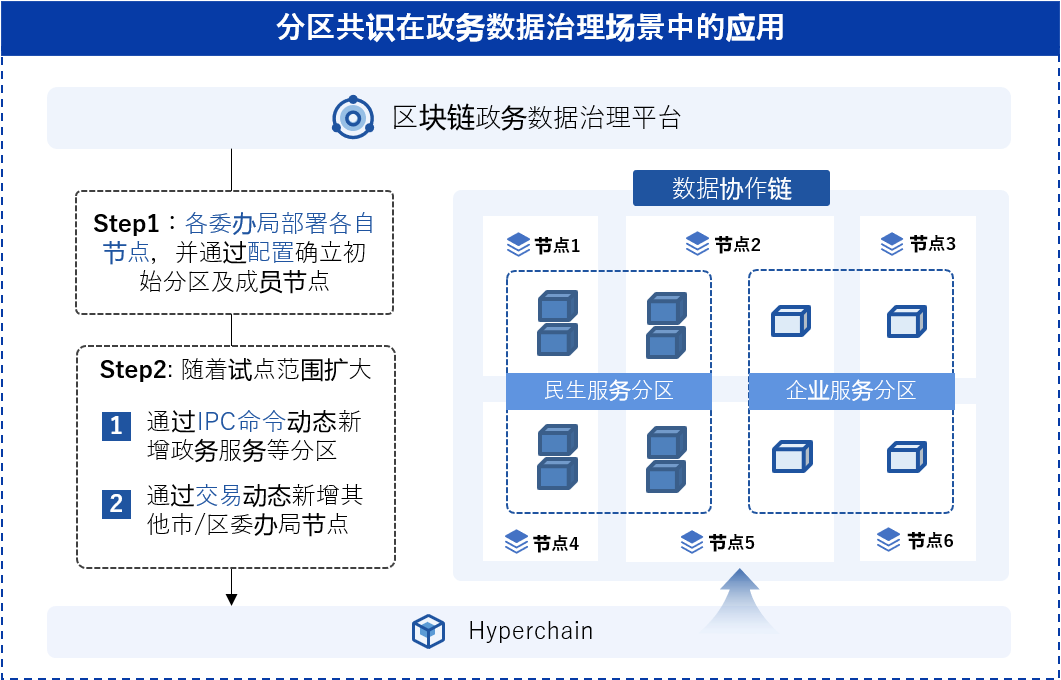 分区共识在政务数据治理场景中的应用
区块链政务数据治理平台
Step1：各委办局部署各自
节点，并通过配置确立初
始分区及成员节点
Step2: 随着试点范围扩大
1 通过IPC命令动态新
增政务服务等分区
2 通过交易动态新增其
他市/区委办局节点
数据协作链
节点1
节点2
节点3
民生服务分区
企业服务分区
节点4
节点5
节点6
Hyperchain